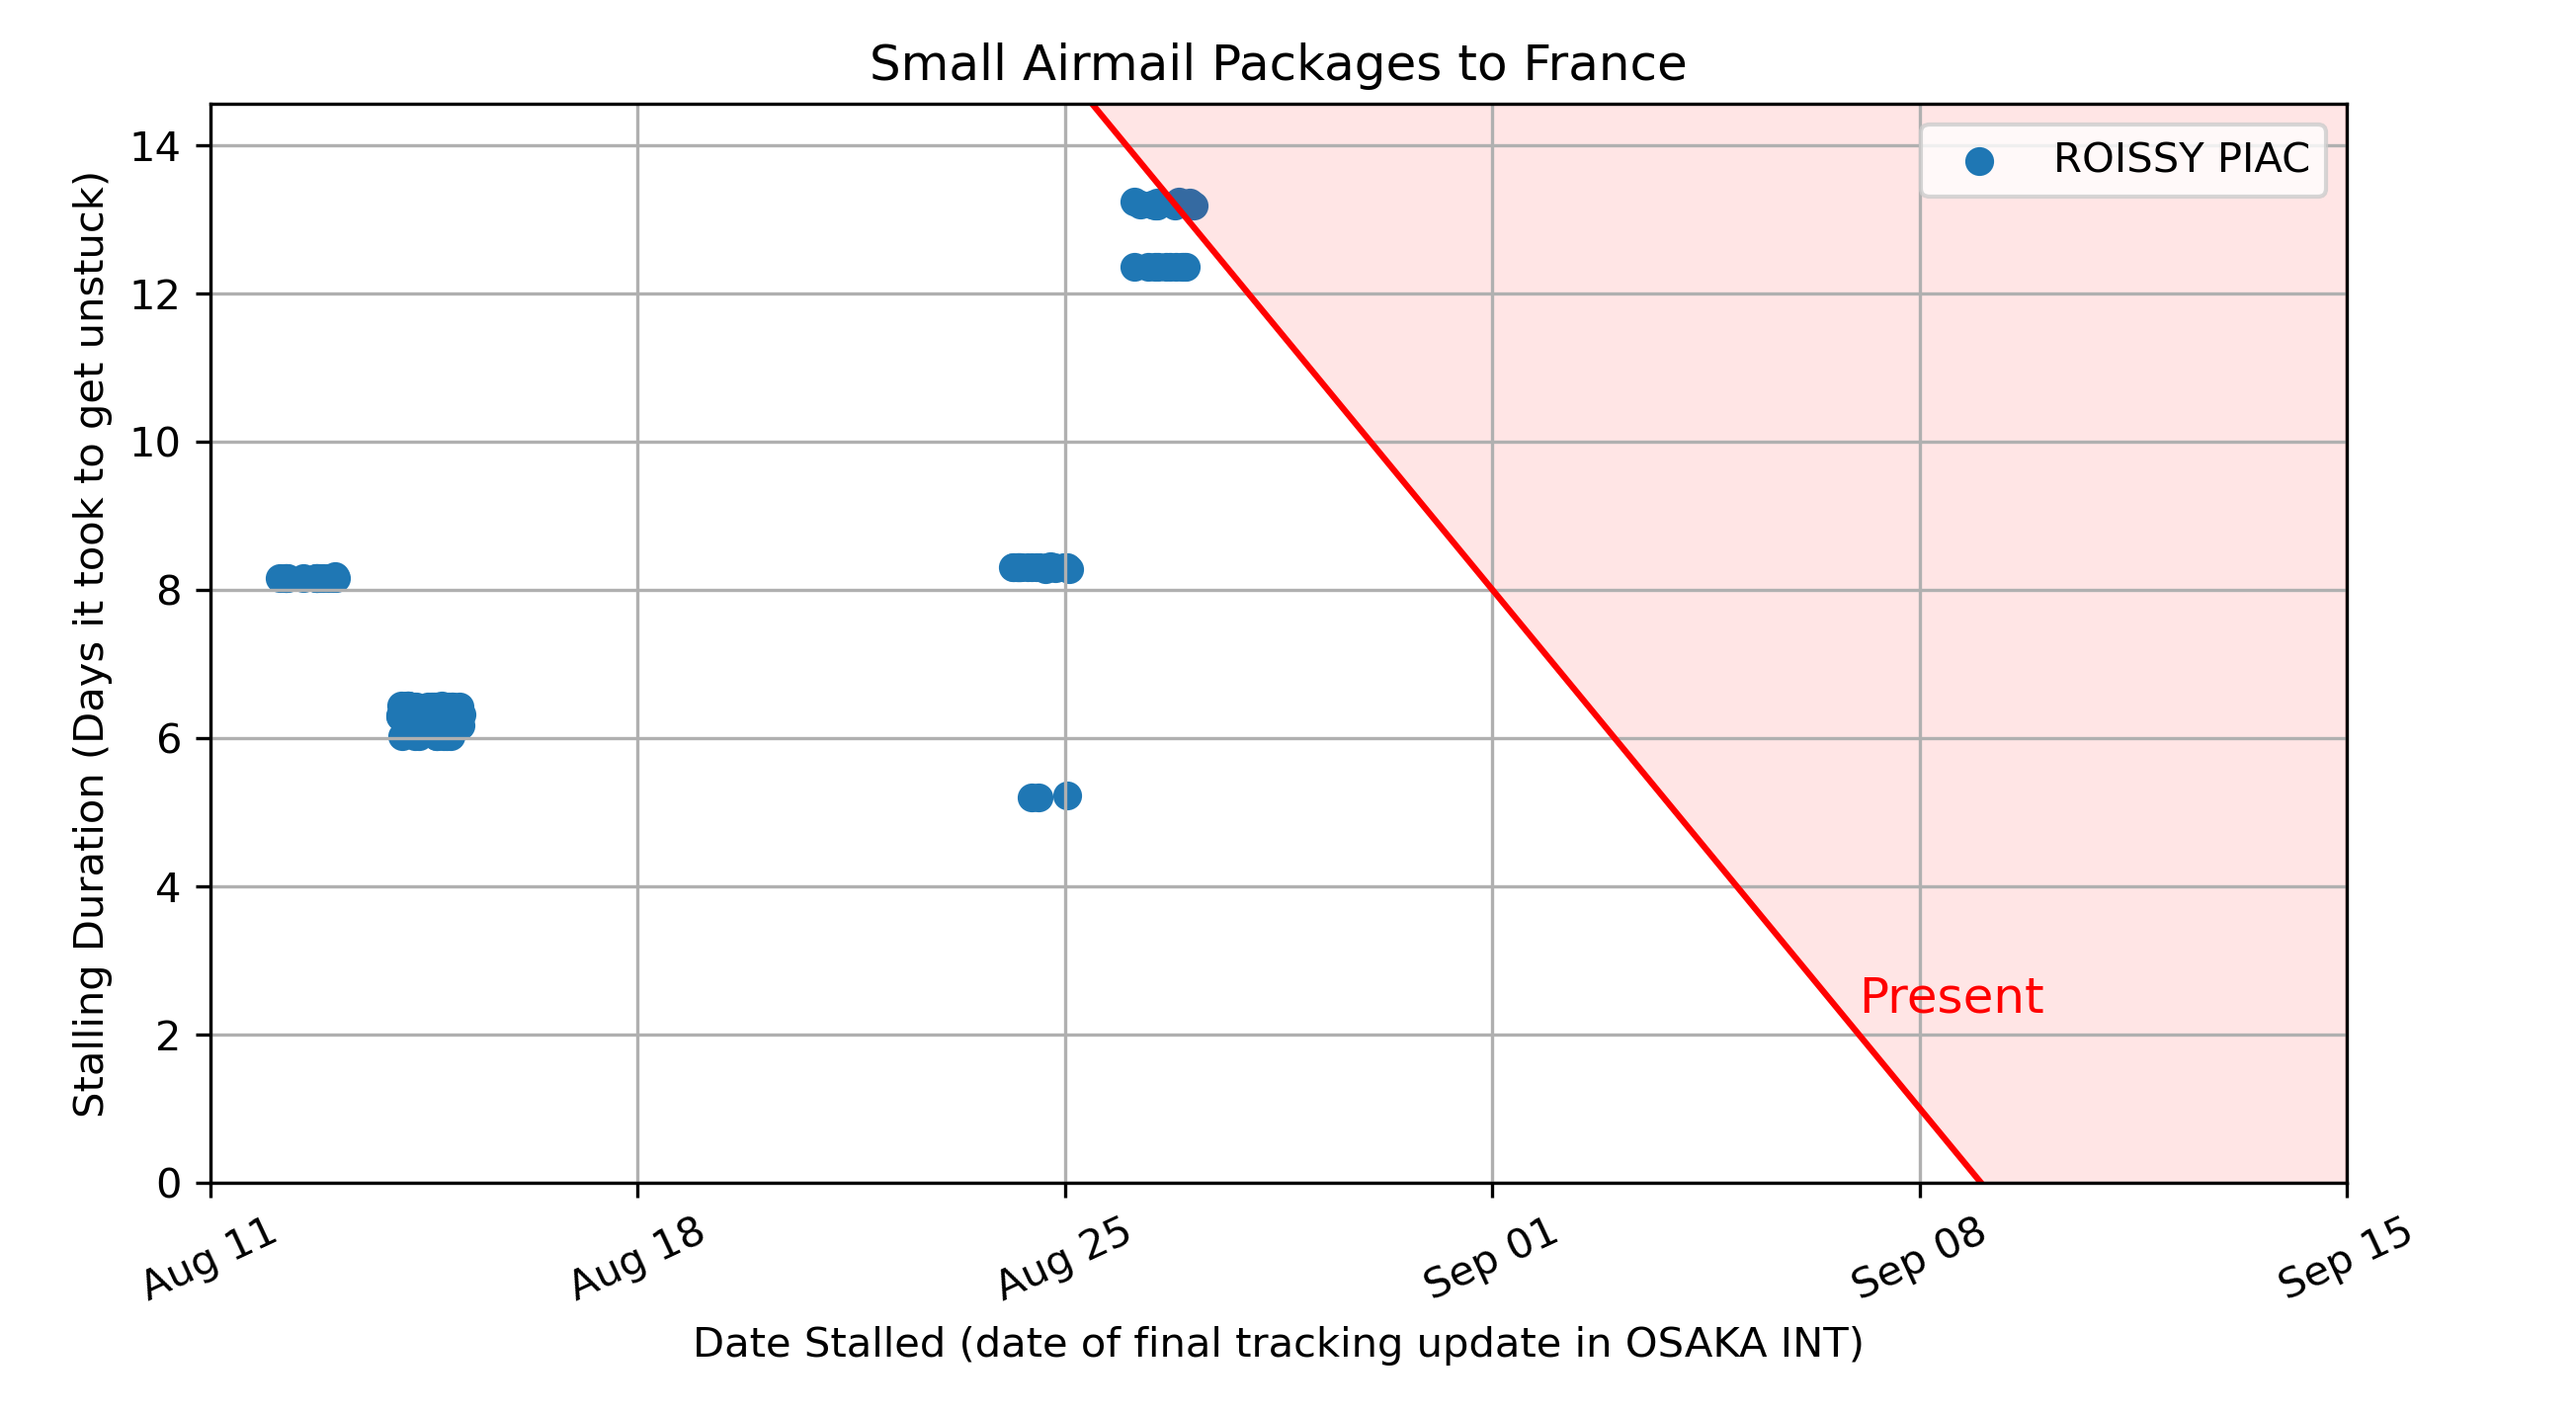 Small Airmail Packages to France
ROISSY PIAC
Stalling Duration (Days it took to get unstuck)
14
12
10
8
6
4
2
0
Present
Aug 11
Aug 18
Aug 25
Sep 01
Sep 08
Sep 15
Date Stalled (date of final tracking update in OSAKA INT)